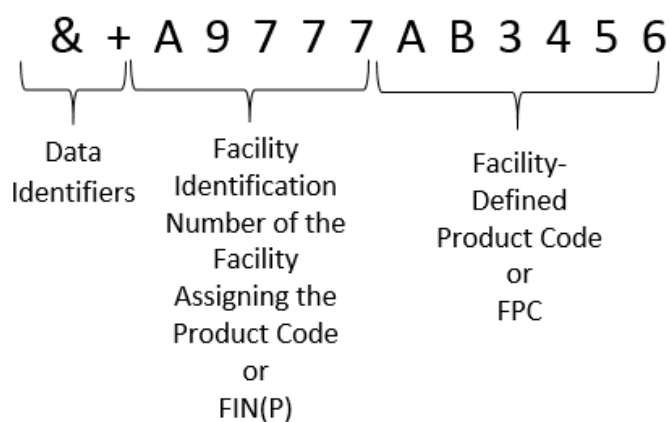 & + A 9 7 7 7 A B 3 4 5 6
Data
Identifiers
Facility
Identification
Number of the
Facility
Assigning the
Product Code
or
FIN(P)
Facility-
Defined
Product Code
or
FPC